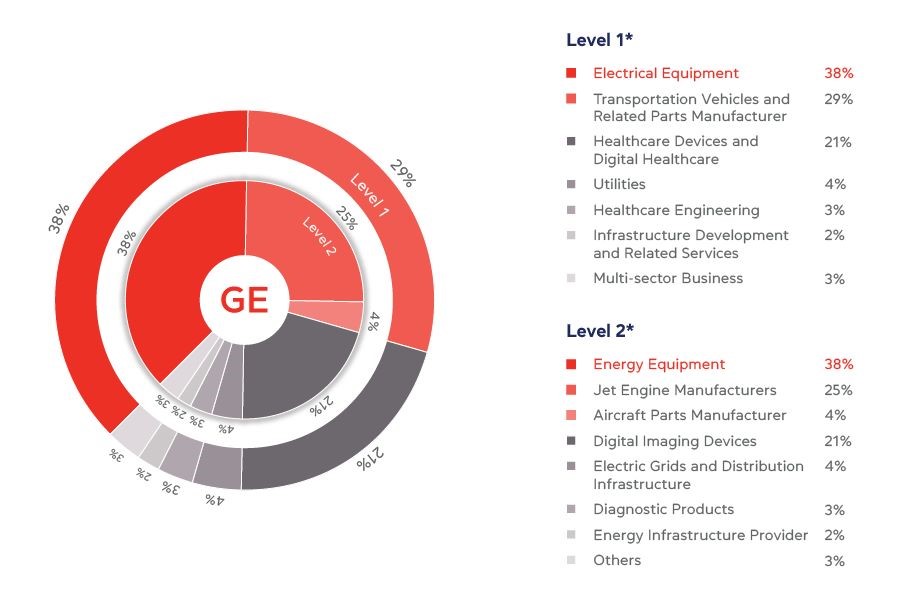 29%
Level 1
38%
25%
Level 2
38%
GE
4%
21%
3%
2%
3%
4%
21%
3%
2%
3%
4%
Level 1*
Electrical Equipment 38%
Transportation Vehicles and 29%
Related Parts Manufacturer
Healthcare Devices and 21%
Digital Healthcare
Utilities 4%
Healthcare Engineering 3%
Infrastructure Development 2%
and Related Services
Multi-sector Business 3%
Level 2*
Energy Equipment 38%
Jet Engine Manufacturers 25%
Aircraft Parts Manufacturer 4%
Digital Imaging Devices 21%
Electric Grids and Distribution 4%
Infrastructure
Diagnostic Products 3%
Energy Infrastructure Provider 2%
Others 3%